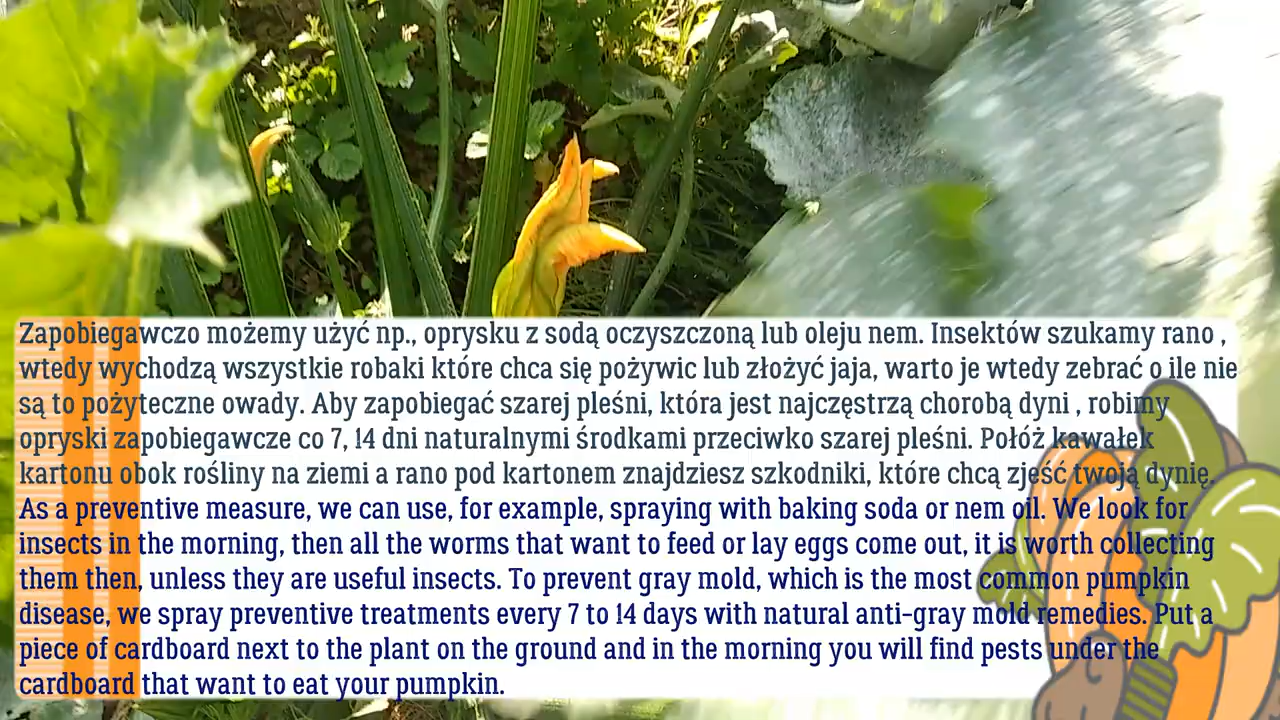 Zapobiegawczo możemy użyć np., oprysku z sodą oczyszczoną lub oleju nem. Insektów szukamy rano ,
wtedy wychodzą wszystkie robaki które chca się pożywic lub złożyć jaja, warto je wtedy zebrać o ile nie
są to pożyteczne owady. Aby zapobiegać szarej pleśni, która jest najczęstrzą chorobą dyni , robimy
opryski zapobiegawcze co 7, 14 dni naturalnymi środkami przeciwko szarej pleśni. Połóż kawałek
kartonu obok rośliny na ziemi a rano pod kartonem znajdziesz szkodniki, które chcą zjeść twoją dynię.
As a preventive measure, we can use, for example, spraying with baking soda or nem oil. We look for
insects in the morning, then all the worms that want to feed or lay eggs come out, it is worth collecting
them then, unless they are useful insects. To prevent gray mold, which is the most common pumpkin
disease, we spray preventive treatments every 7 to 14 days with natural anti-gray mold remedies. Put a
piece of cardboard next to the plant on the ground and in the morning you will find pests under the
cardboard that want to eat your pumpkin.